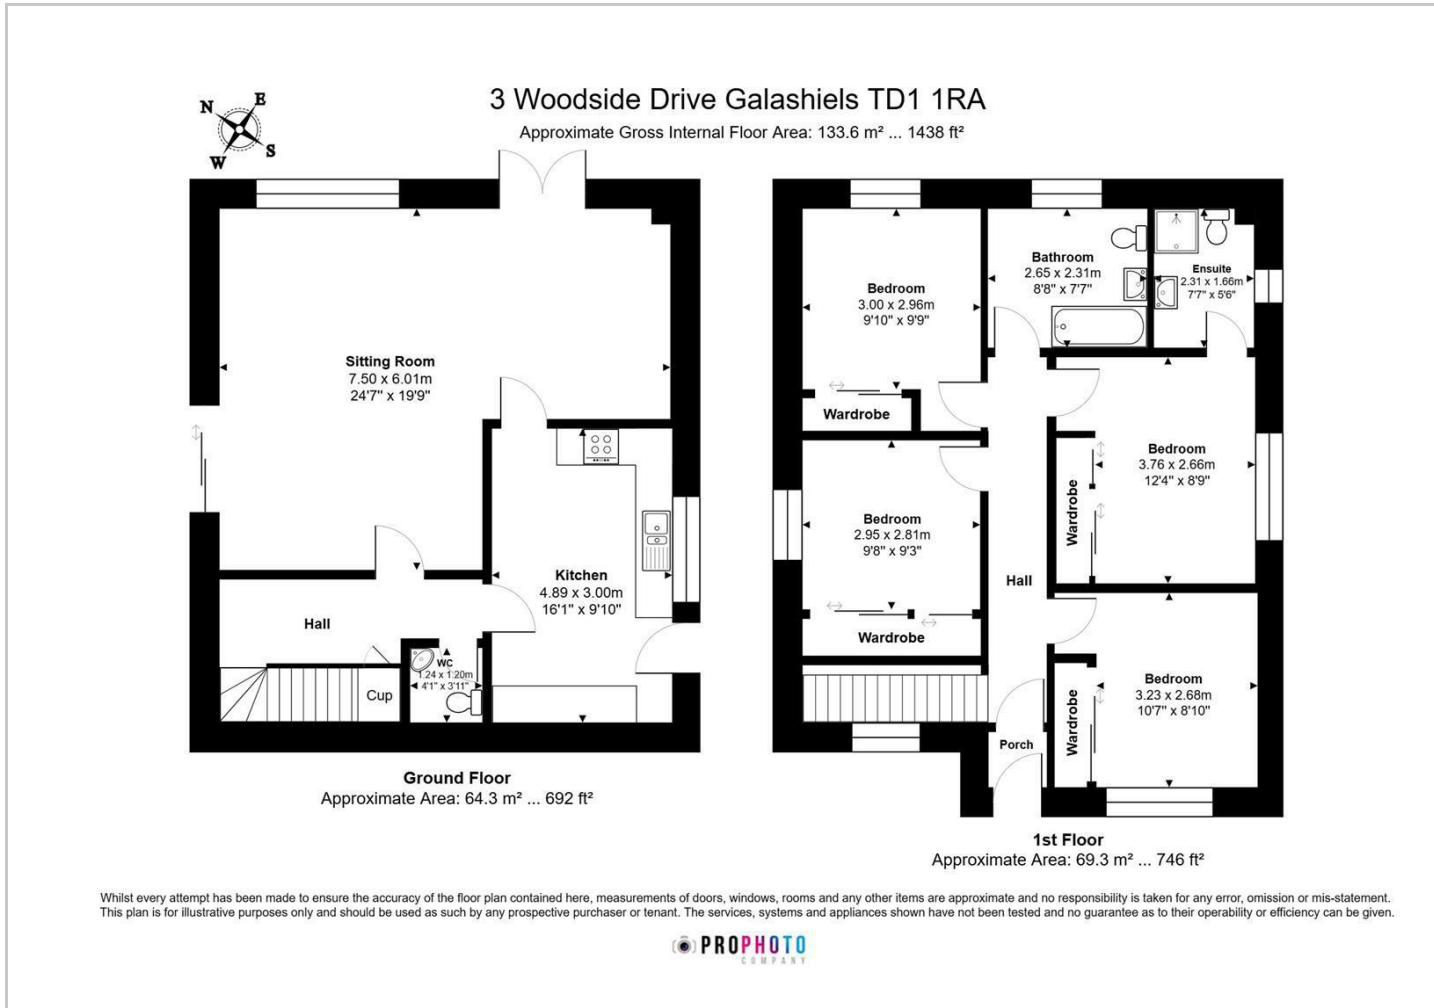 3 Woodside Drive Galashiels TD1 1RA
Approximate Gross Internal Floor Area: 133.6 m² ... 1438 ft²
N
E
W
S
Sitting Room
7.50 x 6.01m
24'7" x 19'9"
Kitchen
4.89 x 3.00m
16'1" x 9'10"
Hall
WC
1.24 x 1.20m
4'1" x 3'11"
Cup
Ground Floor
Approximate Area: 64.3 m² ... 692 ft²
Bedroom
3.00 x 2.96m
9'10" x 9'9"
Wardrobe
Bathroom
2.65 x 2.31m
8'8" x 7'7"
Ensuite
2.31 x 1.66m
7'7" x 5'6"
Bedroom
3.76 x 2.66m
12'4" x 8'9"
Wardrobe
Bedroom
2.95 x 2.81m
9'8" x 9'3"
Wardrobe
Hall
Bedroom
3.23 x 2.68m
10'7" x 8'10"
Wardrobe
Porch
1st Floor
Approximate Area: 69.3 m² ... 746 ft²
Whilst every attempt has been made to ensure the accuracy of the floor plan contained here, measurements of doors, windows, rooms and any other items are approximate and no responsibility is taken for any error, omission or mis-statement.
This plan is for illustrative purposes only and should be used as such by any prospective purchaser or tenant. The services, systems and appliances shown have not been tested and no guarantee as to their operability or efficiency can be given.
PROPHOTO
COMPANY